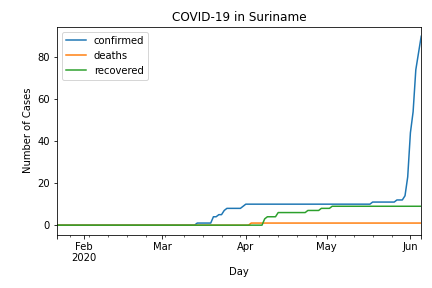 COVID-19 in Suriname
confirmed
deaths
recovered
Number of Cases
80
60
40
20
0
Feb
2020
Mar
Apr
May
Jun
Day